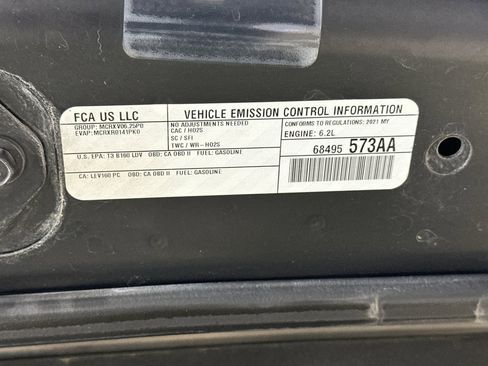 FCA US LLC
VEHICLE EMISSION CONTROL INFORMATION
GROUP: MCRXV06.25P0
EVAP: MCRXR0141PK0
NO ADJUSTMENTS NEEDED
CAC / HO2S
SC / SFI
TWC / WR-HO2S
CONFORMS TO REGULATIONS: 2021 MY
ENGINE: 6.2L
U.S. EPA: T3 B160 LDV OBD: CA OBD II FUEL: GASOLINE
CA: LEV160 PC OBD: CA OBD II FUEL: GASOLINE
68495 573AA